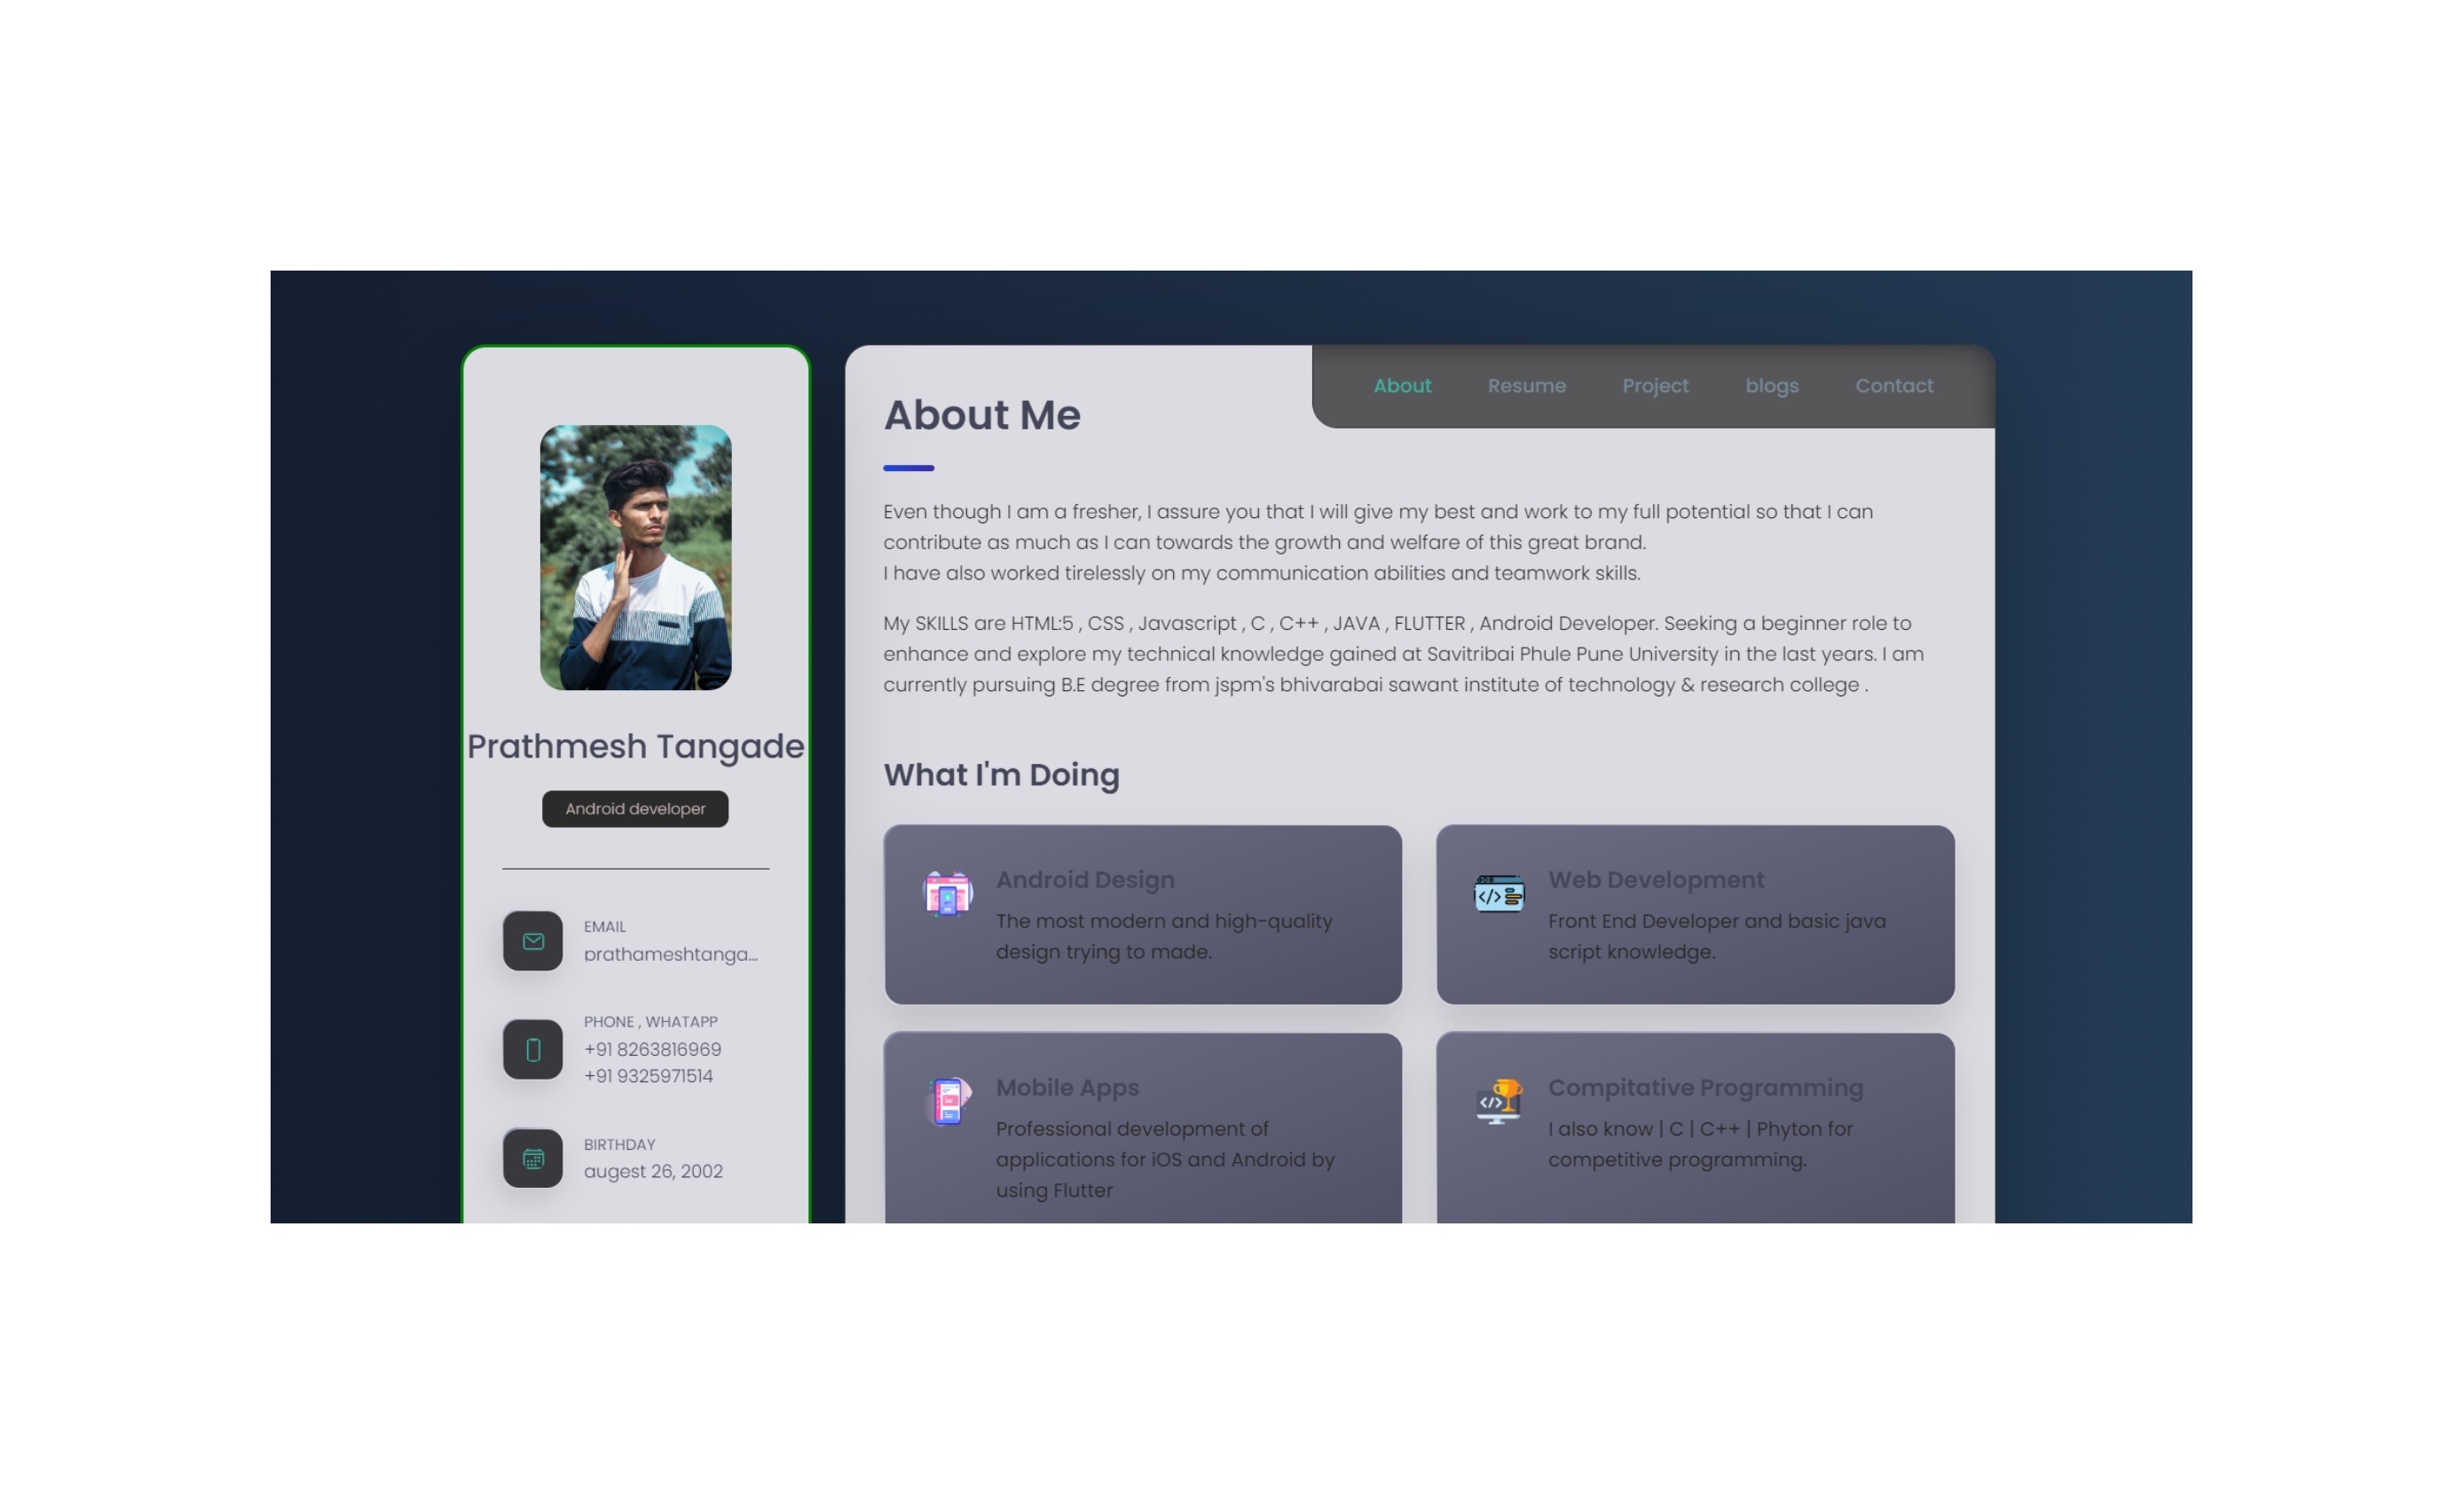 Prathmesh Tangade
Android developer
EMAIL
prathameshtanga...
PHONE , WHATAPP
+91 8263816969
+91 9325971514
BIRTHDAY
augest 26, 2002
About
Resume
Project
blogs
Contact
About Me
Even though I am a fresher, I assure you that I will give my best and work to my full potential so that I can
contribute as much as I can towards the growth and welfare of this great brand.
I have also worked tirelessly on my communication abilities and teamwork skills.
My SKILLS are HTML:5 , CSS , Javascript , C , C++ , JAVA , FLUTTER , Android Developer. Seeking a beginner role to
enhance and explore my technical knowledge gained at Savitribai Phule Pune University in the last years. I am
currently pursuing B.E degree from jspm's bhivarabai sawant institute of technology & research college .
What I'm Doing
Android Design
The most modern and high-quality
design trying to made.
Web Development
Front End Developer and basic java
script knowledge.
Mobile Apps
Professional development of
applications for iOS and Android by
using Flutter
Compitative Programming
I also know | C | C++ | Phyton for
competitive programming.